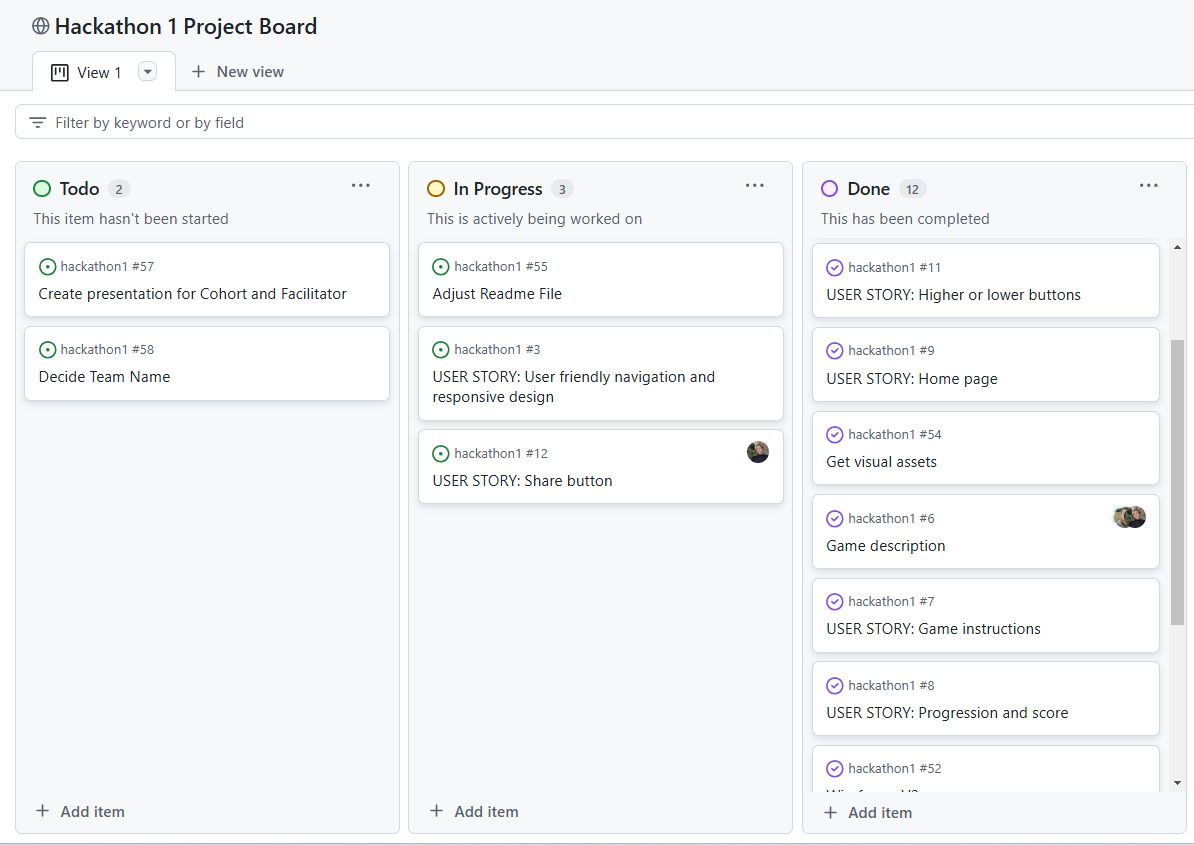 Hackathon 1 Project Board
View 1
New view
Filter by keyword or by field
Todo 2
This item hasn't been started
hackathon1 #57
Create presentation for Cohort and Facilitator
hackathon1 #58
Decide Team Name
Add item
In Progress 3
This is actively being worked on
hackathon1 #55
Adjust Readme File
hackathon1 #3
USER STORY: User friendly navigation and
responsive design
hackathon1 #12
USER STORY: Share button
Add item
Done 12
This has been completed
hackathon1 #11
USER STORY: Higher or lower buttons
hackathon1 #9
USER STORY: Home page
hackathon1 #54
Get visual assets
hackathon1 #6
Game description
hackathon1 #7
USER STORY: Game instructions
hackathon1 #8
USER STORY: Progression and score
hackathon1 #52
Add item